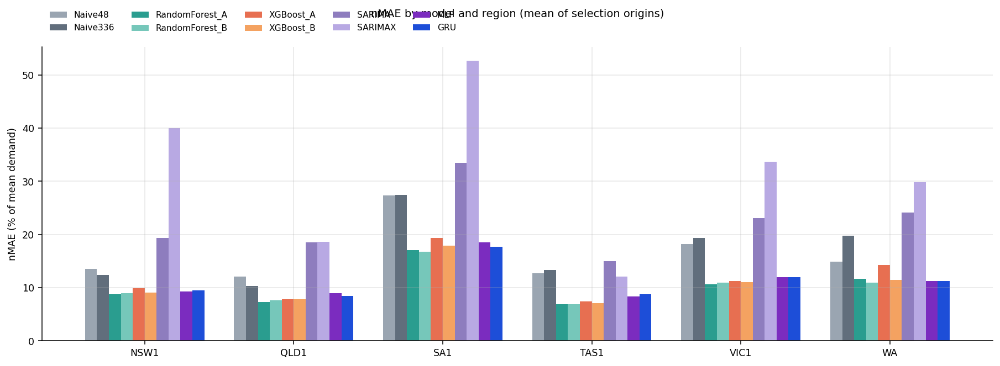 nMAE by model and region (mean of selection origins)
Naive48 RandomForest_A XGBoost_A SARIMA MLP
Naive336 RandomForest_B XGBoost_B SARIMAX GRU
nMAE (% of mean demand)
50
40
30
20
10
0
NSW1 QLD1 SA1 TAS1 VIC1 WA